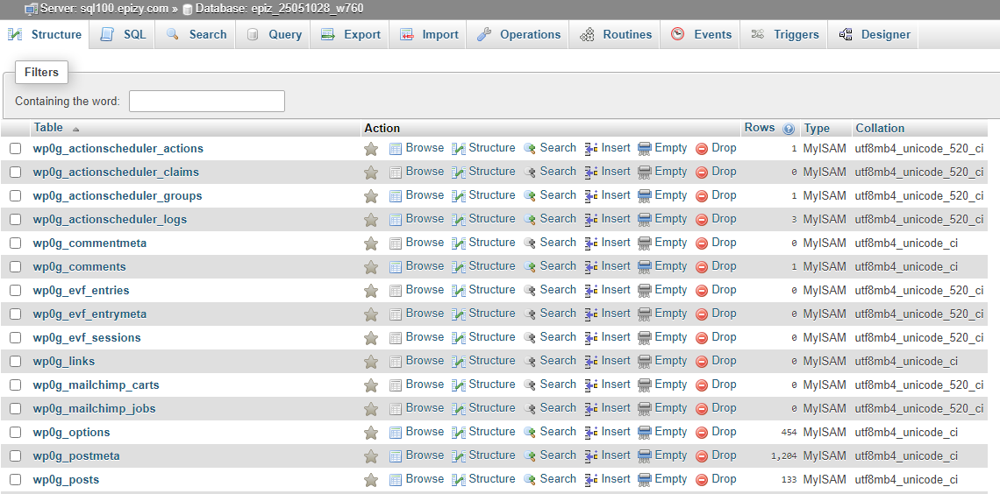 Server: sql100.epizy.com » Database: epiz_25051028_w760
Structure SQL Search Query Export Import Operations Routines Events Triggers Designer
Filters
Containing the word:
Table Action Rows Type Collation
wp0g_actionscheduler_actions Browse Structure Search Insert Empty Drop 1 MyISAM utf8mb4_unicode_520_ci
wp0g_actionscheduler_claims Browse Structure Search Insert Empty Drop 0 MyISAM utf8mb4_unicode_520_ci
wp0g_actionscheduler_groups Browse Structure Search Insert Empty Drop 1 MyISAM utf8mb4_unicode_520_ci
wp0g_actionscheduler_logs Browse Structure Search Insert Empty Drop 3 MyISAM utf8mb4_unicode_520_ci
wp0g_commentmeta Browse Structure Search Insert Empty Drop 0 MyISAM utf8mb4_unicode_ci
wp0g_comments Browse Structure Search Insert Empty Drop 1 MyISAM utf8mb4_unicode_ci
wp0g_evf_entries Browse Structure Search Insert Empty Drop 0 MyISAM utf8mb4_unicode_520_ci
wp0g_evf_entrymeta Browse Structure Search Insert Empty Drop 0 MyISAM utf8mb4_unicode_520_ci
wp0g_evf_sessions Browse Structure Search Insert Empty Drop 0 MyISAM utf8mb4_unicode_520_ci
wp0g_links Browse Structure Search Insert Empty Drop 0 MyISAM utf8mb4_unicode_ci
wp0g_mailchimp_carts Browse Structure Search Insert Empty Drop 0 MyISAM utf8mb4_unicode_520_ci
wp0g_mailchimp_jobs Browse Structure Search Insert Empty Drop 0 MyISAM utf8mb4_unicode_520_ci
wp0g_options Browse Structure Search Insert Empty Drop 454 MyISAM utf8mb4_unicode_ci
wp0g_postmeta Browse Structure Search Insert Empty Drop 1,204 MyISAM utf8mb4_unicode_ci
wp0g_posts Browse Structure Search Insert Empty Drop 133 MyISAM utf8mb4_unicode_ci